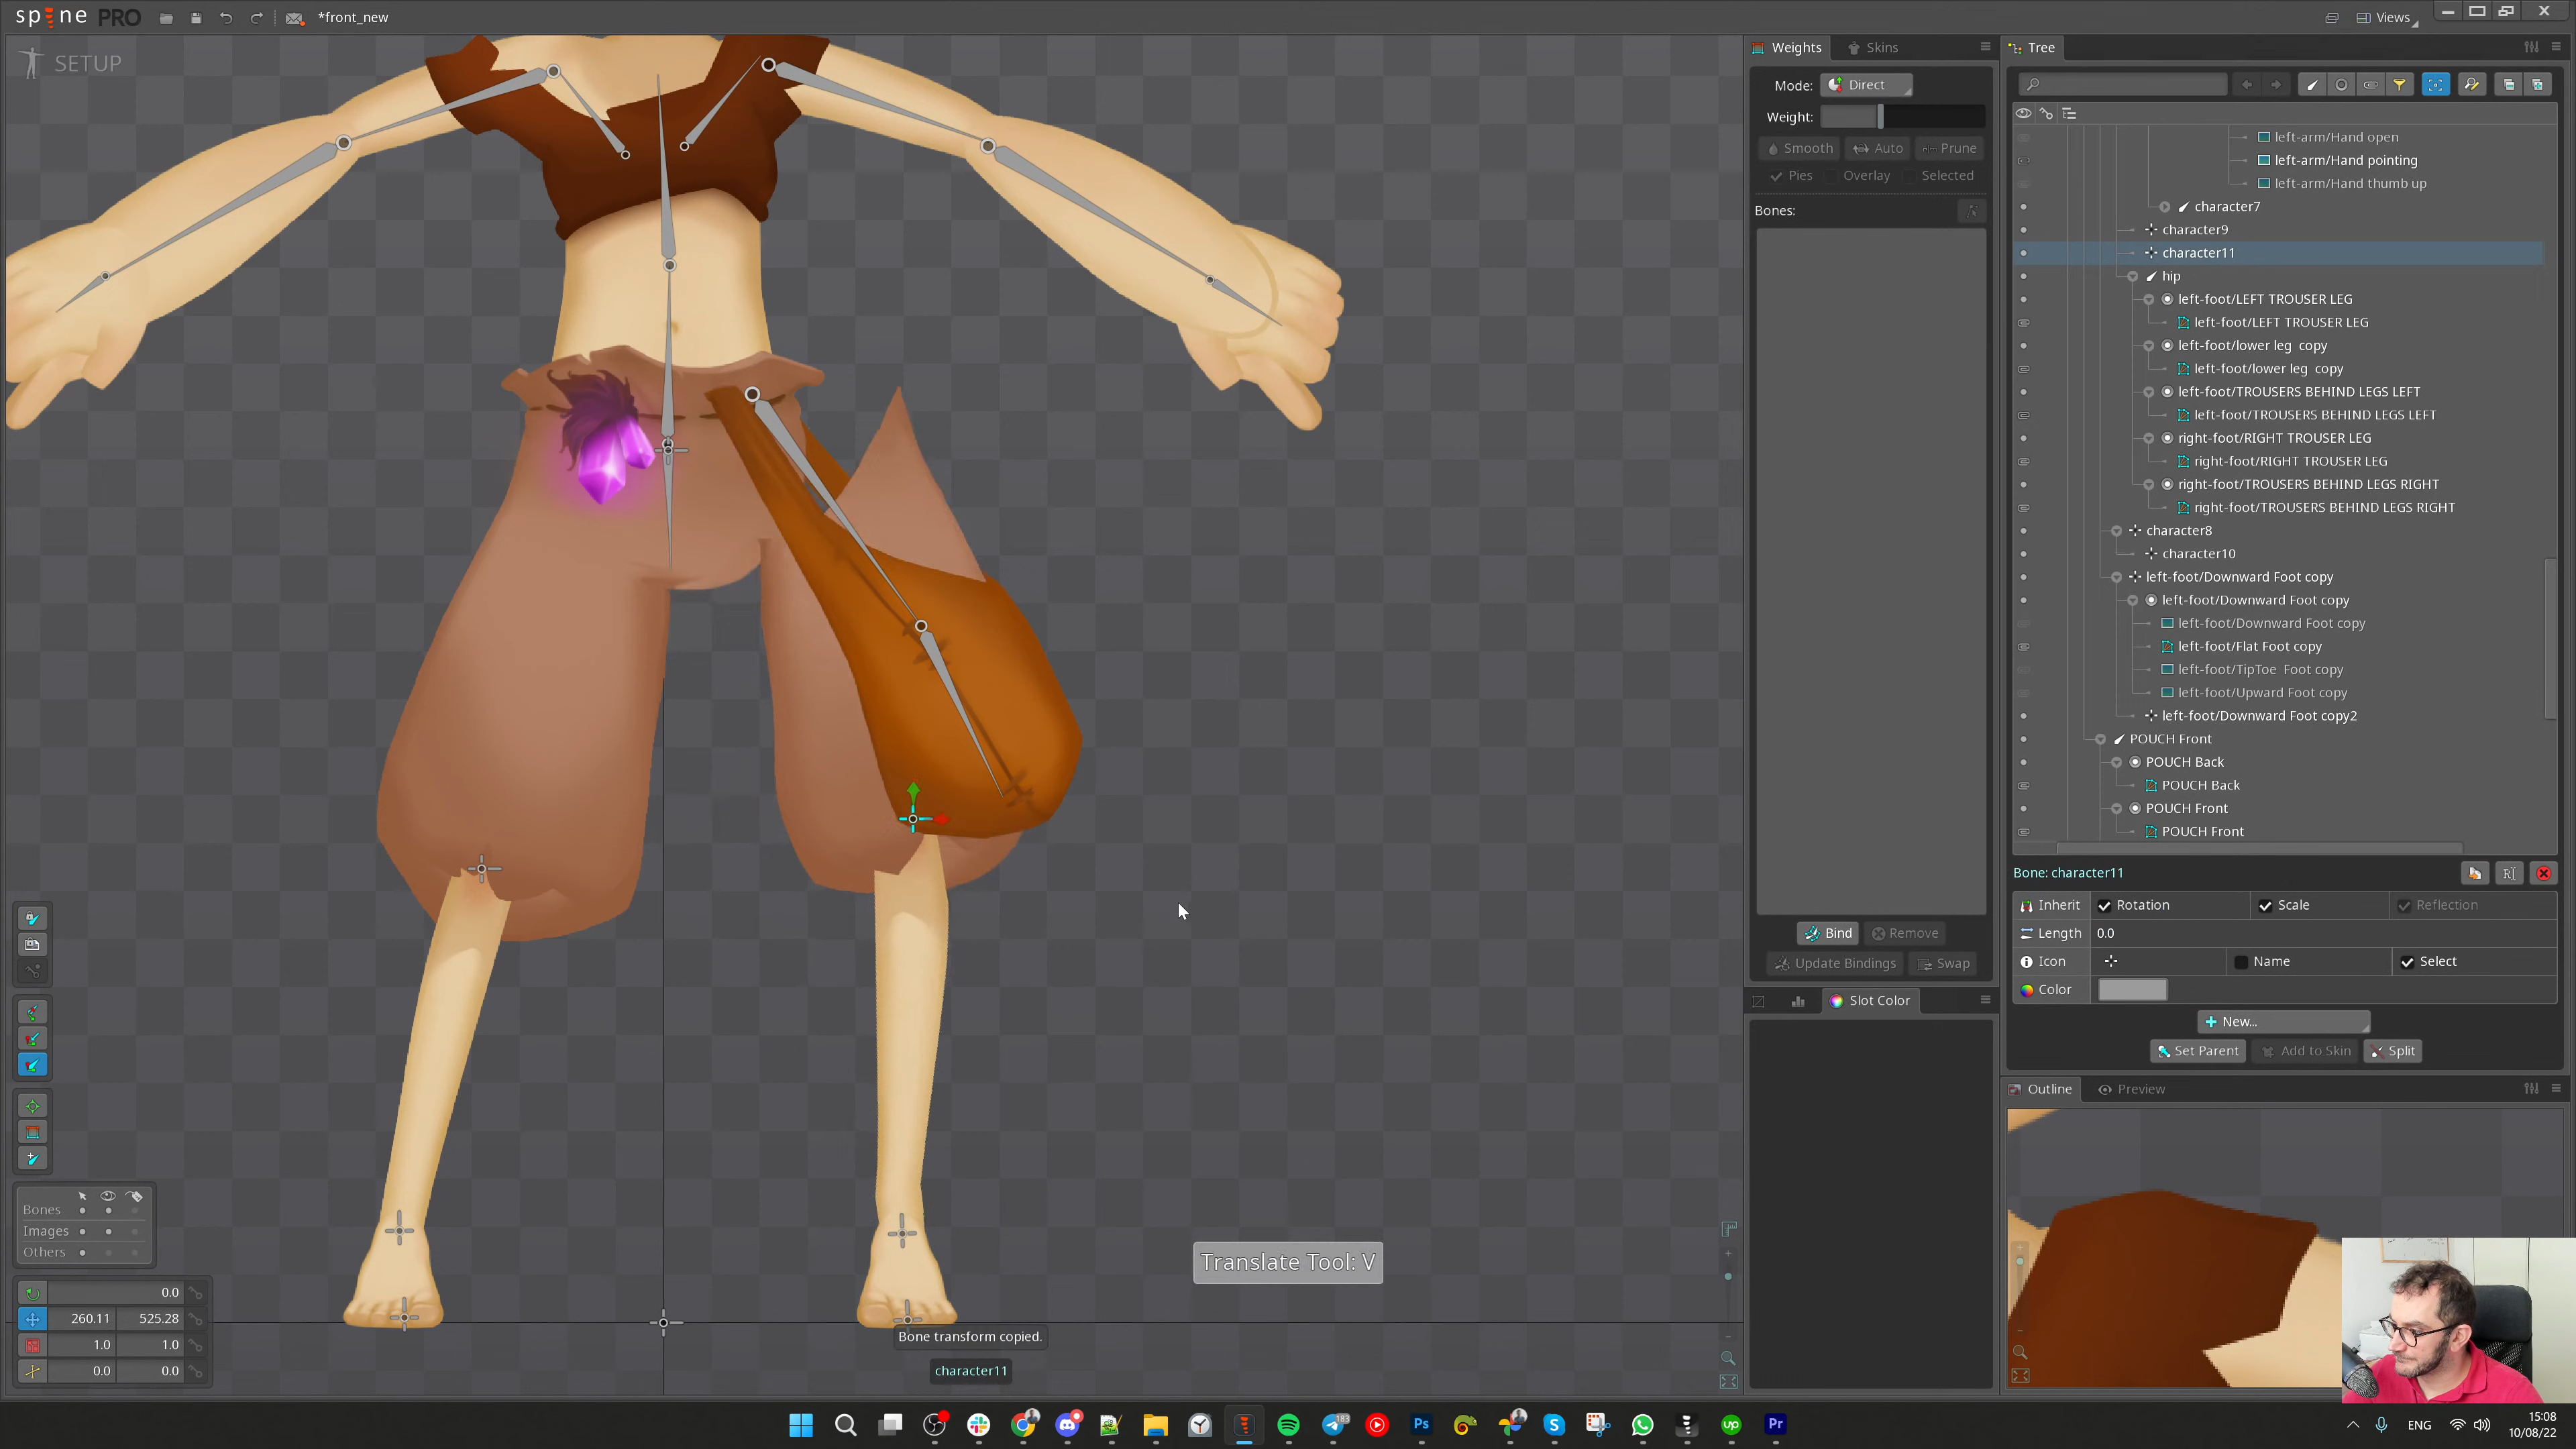 spine PRO
*front_new
Views
SETUP
Weights
Skins
Mode:
Direct
Weight:
Smooth
Auto
Prune
Pies
Overlay
Selected
Bones:
Bind
Remove
Update Bindings
Swap
Slot Color
Tree
left-arm/Hand open
left-arm/Hand pointing
left-arm/Hand thumb up
character7
character9
character11
hip
left-foot/LEFT TROUSER LEG
left-foot/LEFT TROUSER LEG
left-foot/lower leg  copy
left-foot/lower leg  copy
left-foot/TROUSERS BEHIND LEGS LEFT
left-foot/TROUSERS BEHIND LEGS LEFT
right-foot/RIGHT TROUSER LEG
right-foot/RIGHT TROUSER LEG
right-foot/TROUSERS BEHIND LEGS RIGHT
right-foot/TROUSERS BEHIND LEGS RIGHT
character8
character10
left-foot/Downward Foot copy
left-foot/Downward Foot copy
left-foot/Downward Foot copy
left-foot/Flat Foot copy
left-foot/TipToe  Foot copy
left-foot/Upward Foot copy
left-foot/Downward Foot copy2
POUCH Front
POUCH Back
POUCH Back
POUCH Front
POUCH Front
Bone: character11
Inherit
Rotation
Scale
Reflection
Length
0.0
Icon
Name
Select
Color
New...
Set Parent
Add to Skin
Split
Outline
Preview
Bones
Images
Others
0.0
260.11 525.28
1.0 1.0
0.0 0.0
Translate Tool: V
Bone transform copied.
character11
183
Ps
up
Pr
ENG
15:08
10/08/22